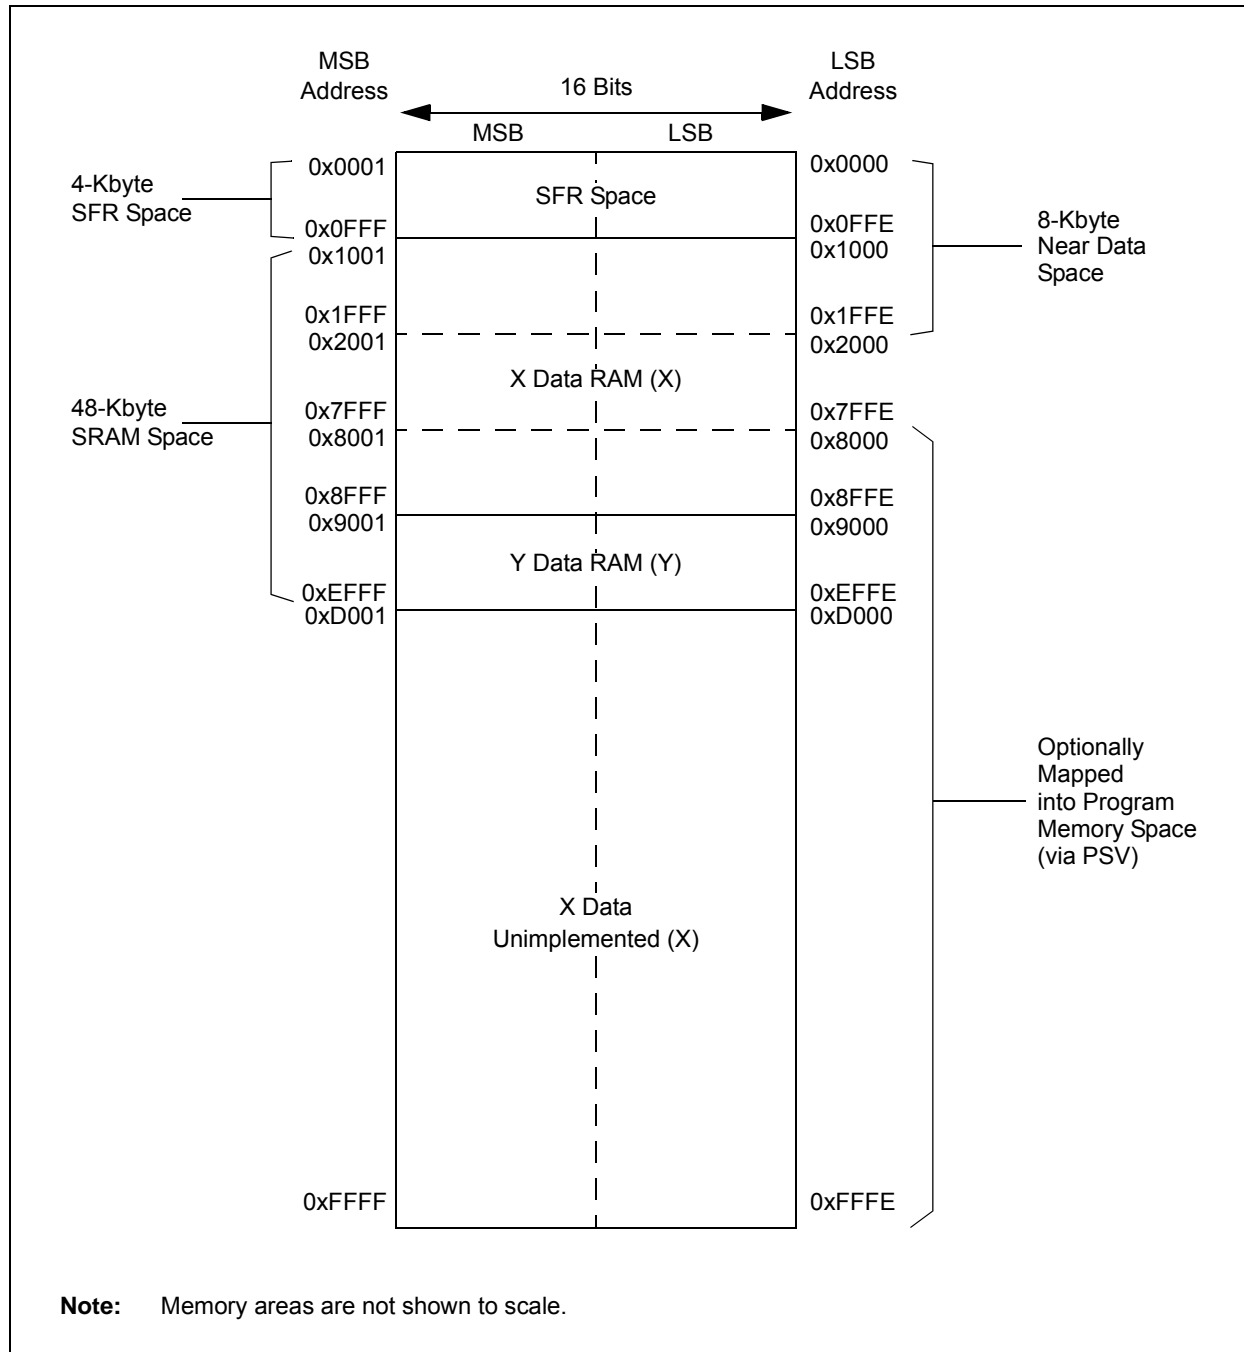 MSB
Address
LSB
Address
16 Bits
MSB
LSB
4-Kbyte
SFR Space
0x0001
SFR Space
0x0000
0x0FFF
0x1001
0x0FFE
0x1000
8-Kbyte
Near Data
Space
0x1FFF
0x2001
0x1FFE
0x2000
X Data RAM (X)
48-Kbyte
SRAM Space
0x7FFF
0x8001
0x7FFE
0x8000
0x8FFF
0x9001
0x8FFE
0x9000
Y Data RAM (Y)
0xEFFF
0xD001
0xEFFE
0xD000
Optionally
Mapped
into Program
Memory Space
(via PSV)
X Data
Unimplemented (X)
0xFFFF
0xFFFE
Note: Memory areas are not shown to scale.